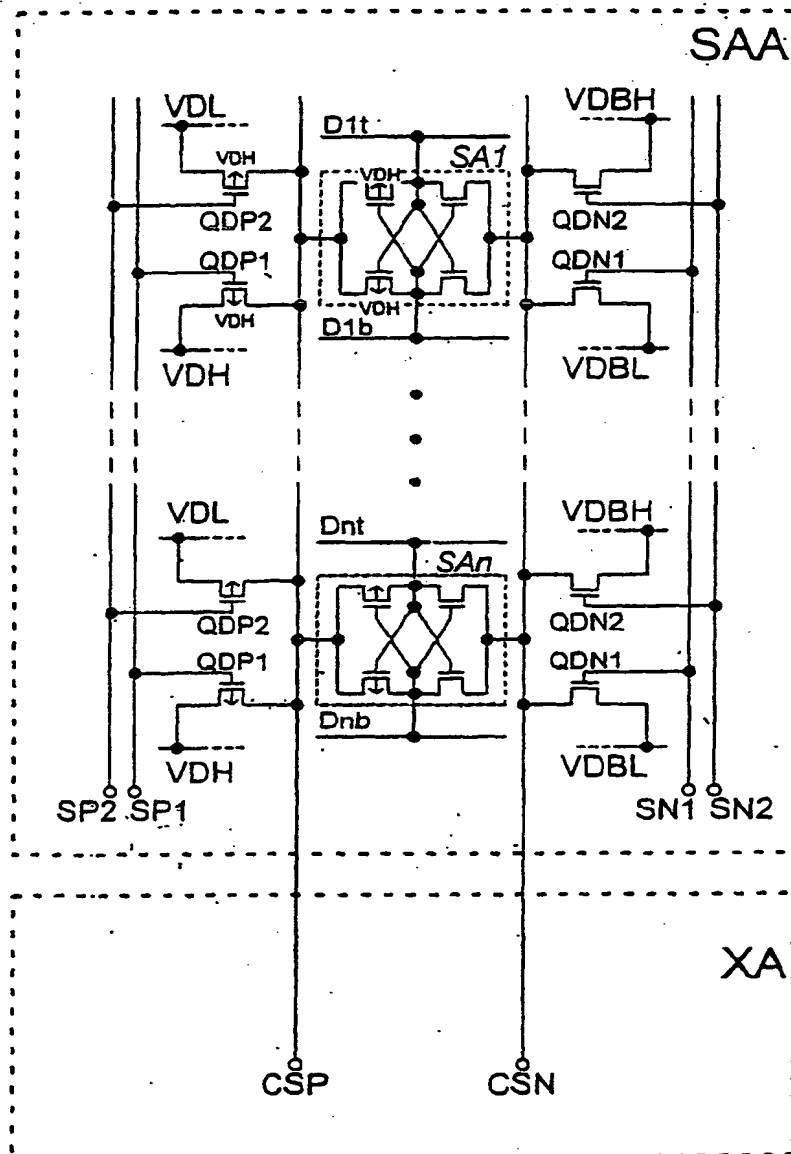 SAA
VDL
VDBH
D1t
SA1
VDH
VDH
QDP2
QDN2
QDP1
QDN1
VDH
VDH
D1b
VDH
VDBL
VDL
VDBH
Dnt
SAn
QDP2
QDN2
QDP1
QDN1
Dnb
VDH
VDBL
SP2 SP1
SN1 SN2
XA
CSP
CSN